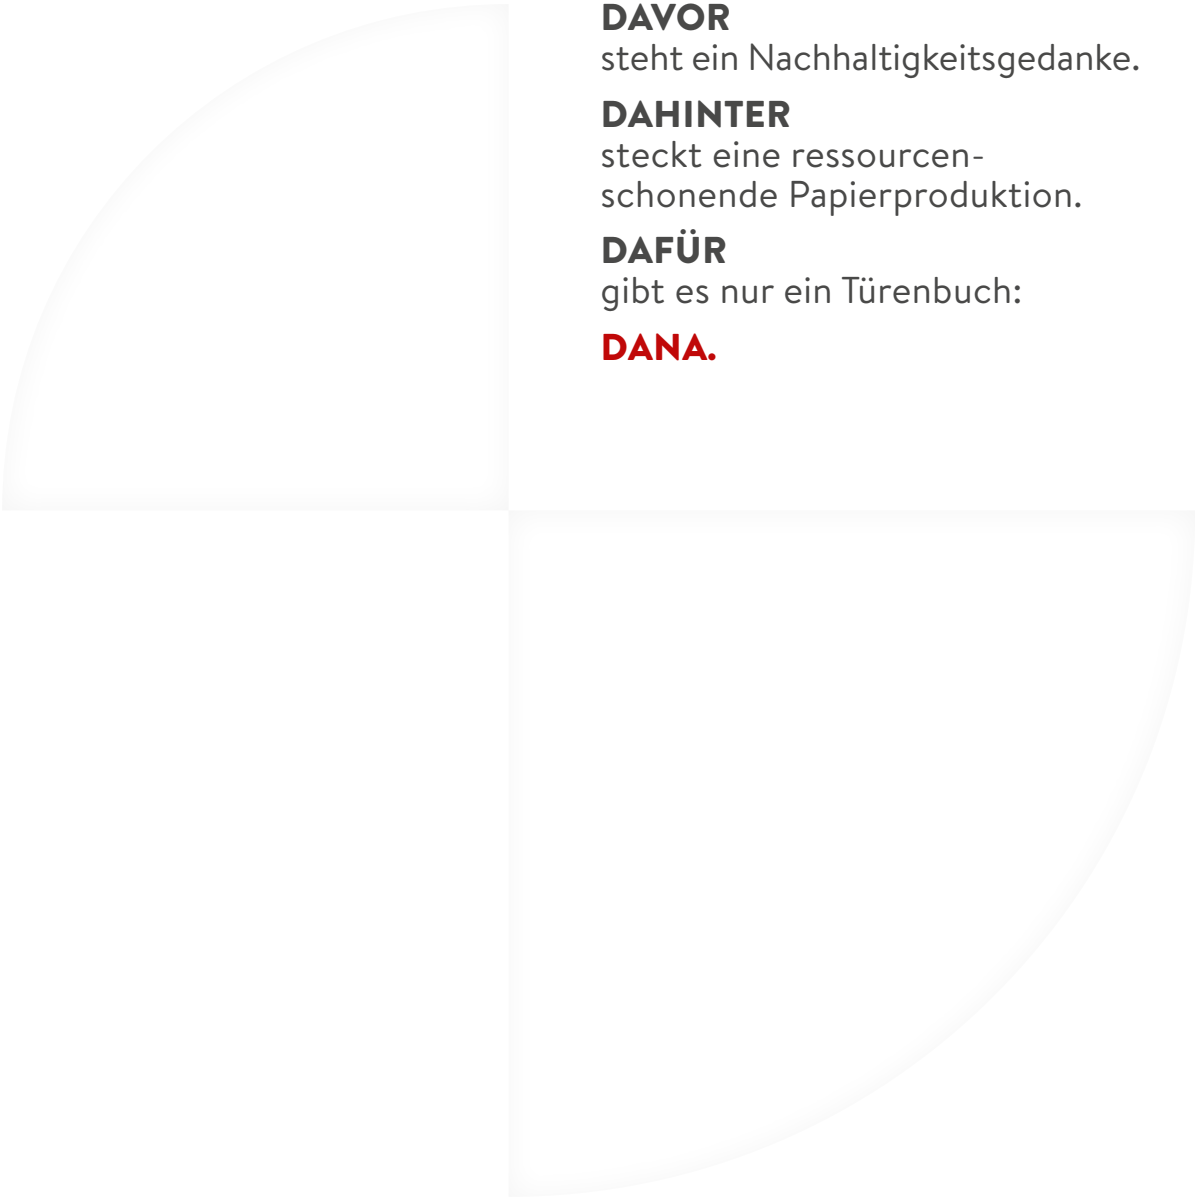 DAVOR
steht ein Nachhaltigkeitsgedanke.
DAHINTER
steckt eine ressourcen-
schonende Papierproduktion.
DAFÜR
gibt es nur ein Türenbuch:
DANA.